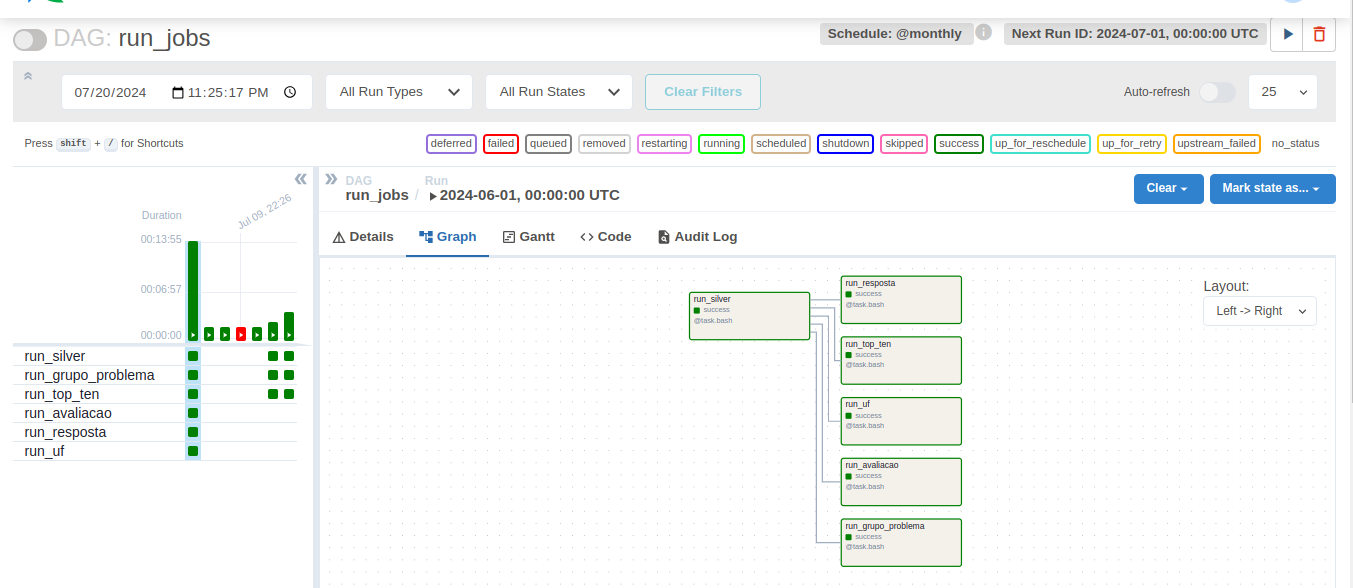 DAG: run_jobs
Schedule: @monthly
Next Run ID: 2024-07-01, 00:00:00 UTC
07/20/2024 11:25:17 PM
All Run Types
All Run States
Clear Filters
Auto-refresh
25
Press shift + / for Shortcuts
deferred failed queued removed restarting running scheduled shutdown skipped success up_for_reschedule up_for_retry upstream_failed no_status
Duration
Jul 09, 22:26
00:13:55
00:06:57
00:00:00
run_silver
run_grupo_problema
run_top_ten
run_avaliacao
run_resposta
run_uf
DAG
run_jobs /
Run
2024-06-01, 00:00:00 UTC
Clear
Mark state as...
Details
Graph
Gantt
Code
Audit Log
run_silver
success
@task.bash
run_resposta
success
@task.bash
run_top_ten
success
@task.bash
run_uf
success
@task.bash
run_avaliacao
success
@task.bash
run_grupo_problema
success
@task.bash
Layout:
Left -> Right